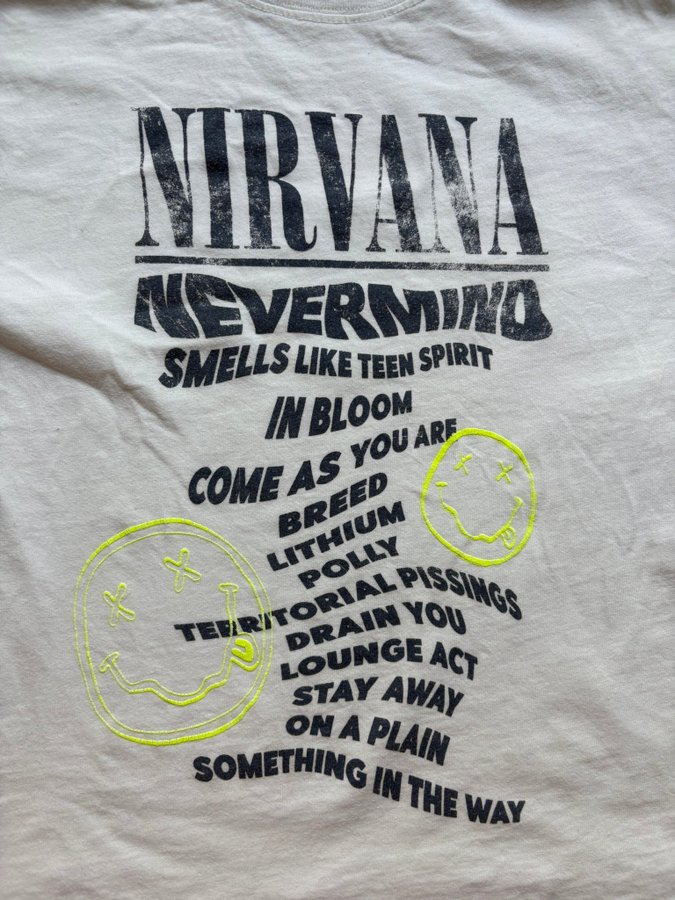 NIRVANA
NEVERMIND
SMELLS LIKE TEEN SPIRIT
IN BLOOM
COME AS YOU ARE
BREED
LITHIUM
POLLY
TERRITORIAL PISSINGS
DRAIN YOU
LOUNGE ACT
STAY AWAY
ON A PLAIN
SOMETHING IN THE WAY